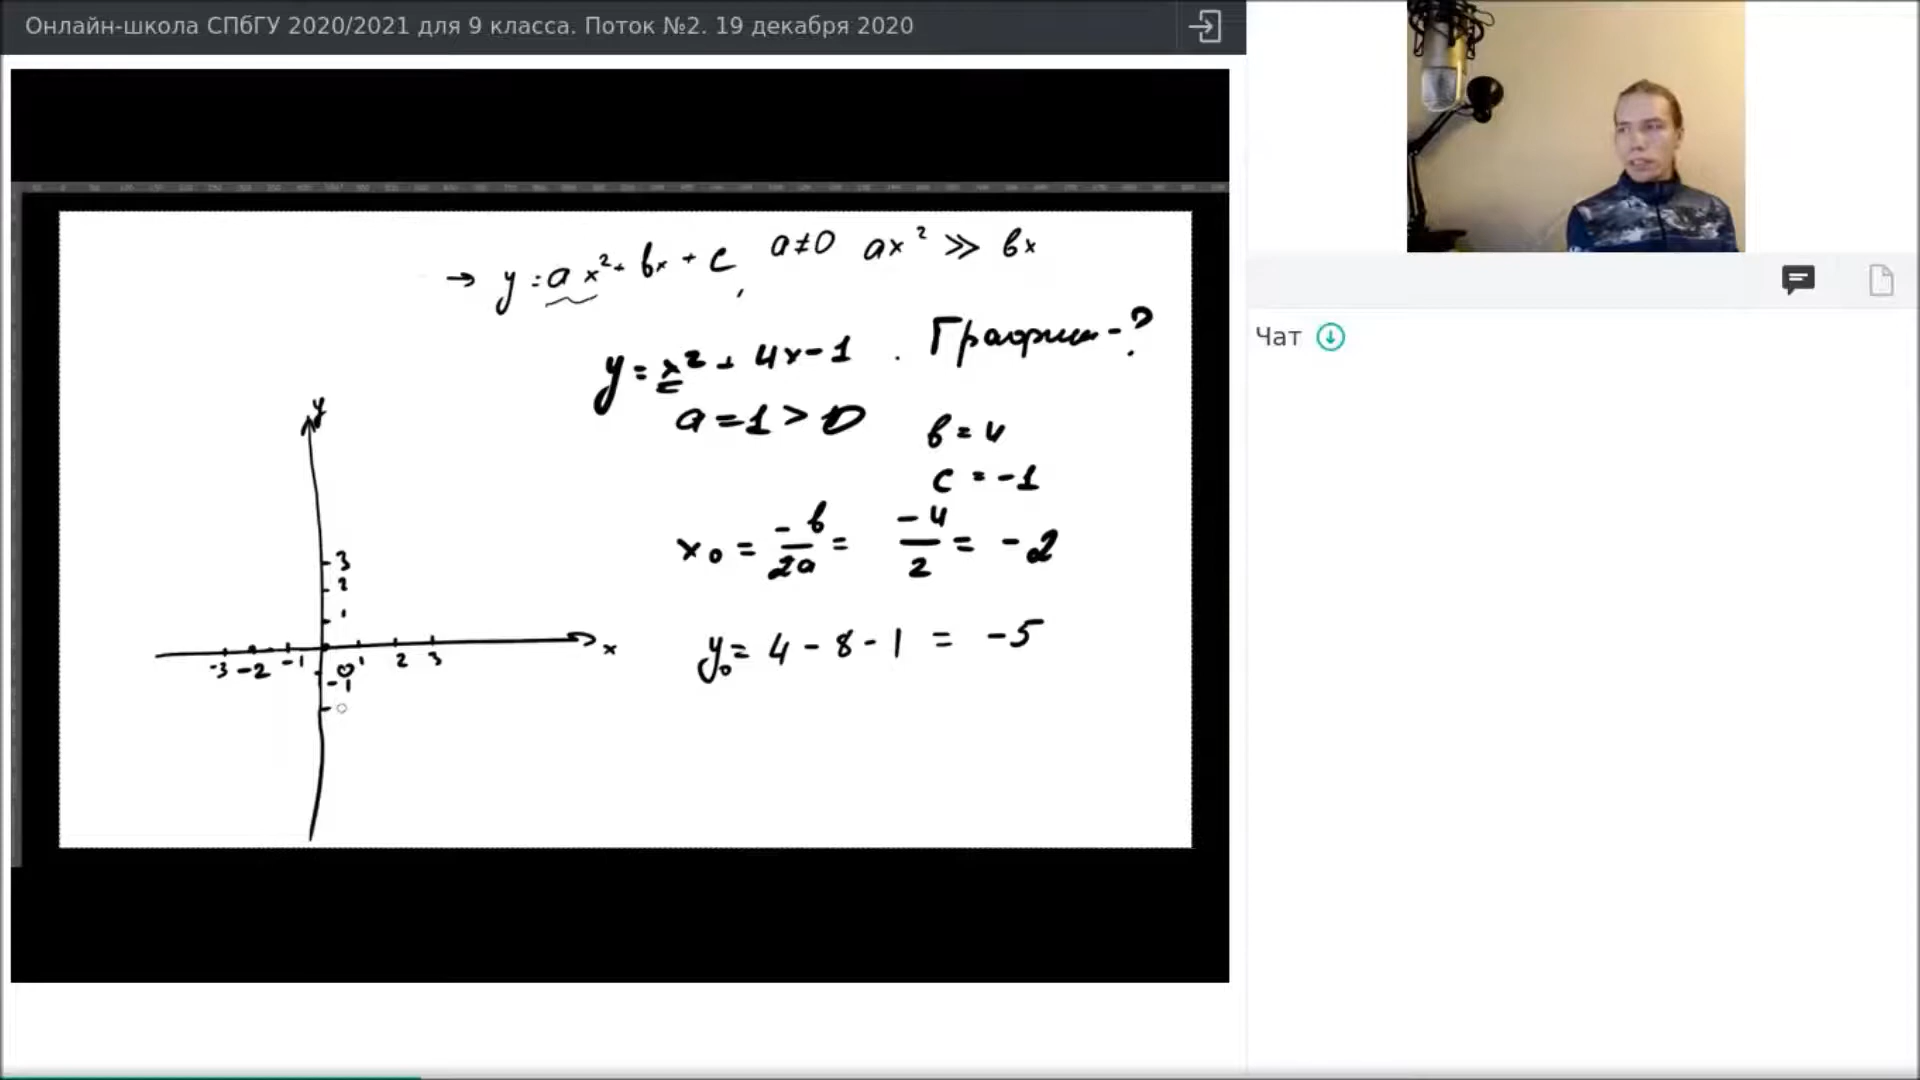 Онлайн-школа СПбГУ 2020/2021 для 9 класса. Поток №2. 19 декабря 2020
Чат
→ y = ax² + bx + c, a≠0 ax² >> bx
y = x² + 4x - 1 . График - ?
a = 1 > 0
b = 4
c = -1
x₀ = -b/2a = -4/2 = -2
y₀ = 4 - 8 - 1 = -5
y
3
2
1
-3 -2 -1 0 1 2 3 x
-1